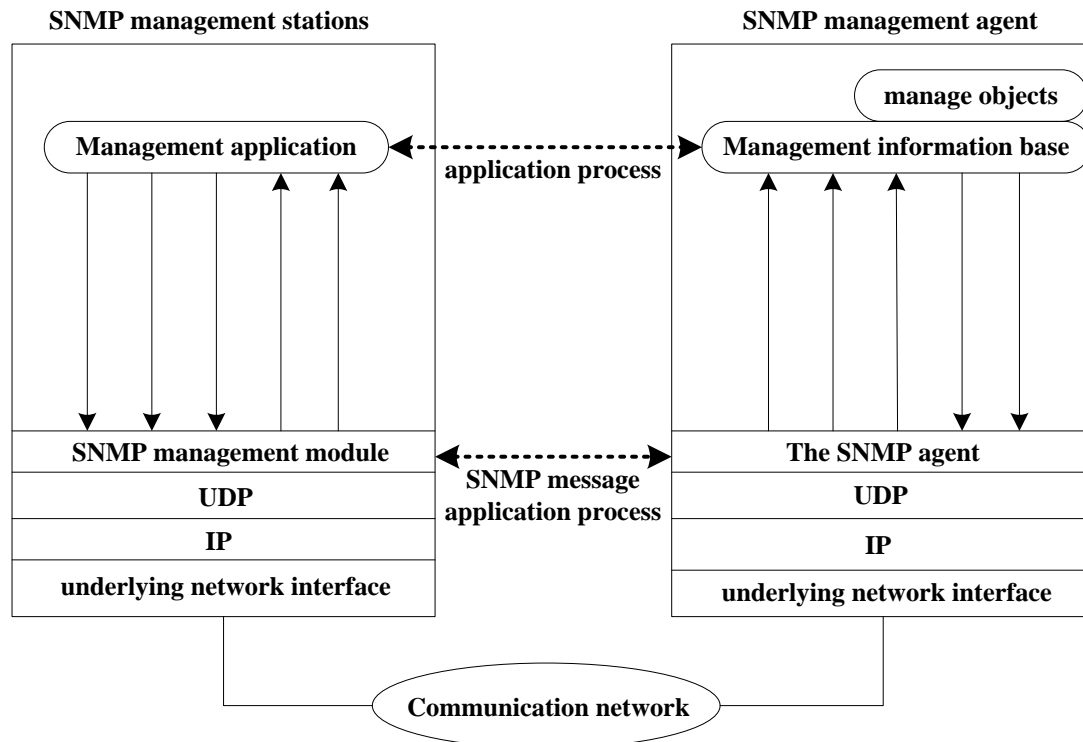 SNMP management stations
SNMP management agent
manage objects
Management application
Management information base
application process
SNMP management module
The SNMP agent
SNMP message
application process
UDP
UDP
IP
IP
underlying network interface
underlying network interface
Communication network